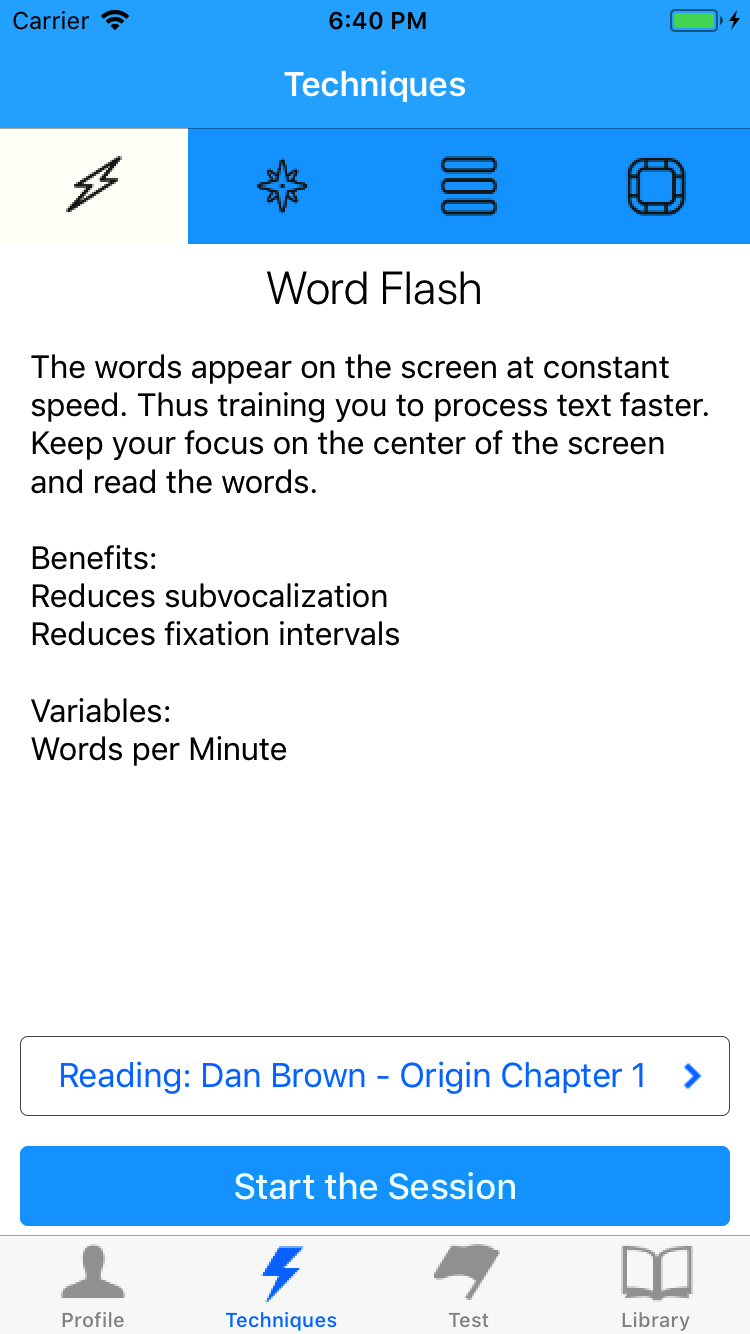 Carrier 6:40 PM
Techniques
Word Flash
The words appear on the screen at constant
speed. Thus training you to process text faster.
Keep your focus on the center of the screen
and read the words.
Benefits:
Reduces subvocalization
Reduces fixation intervals
Variables:
Words per Minute
Reading: Dan Brown - Origin Chapter 1
Start the Session
Profile Techniques Test Library